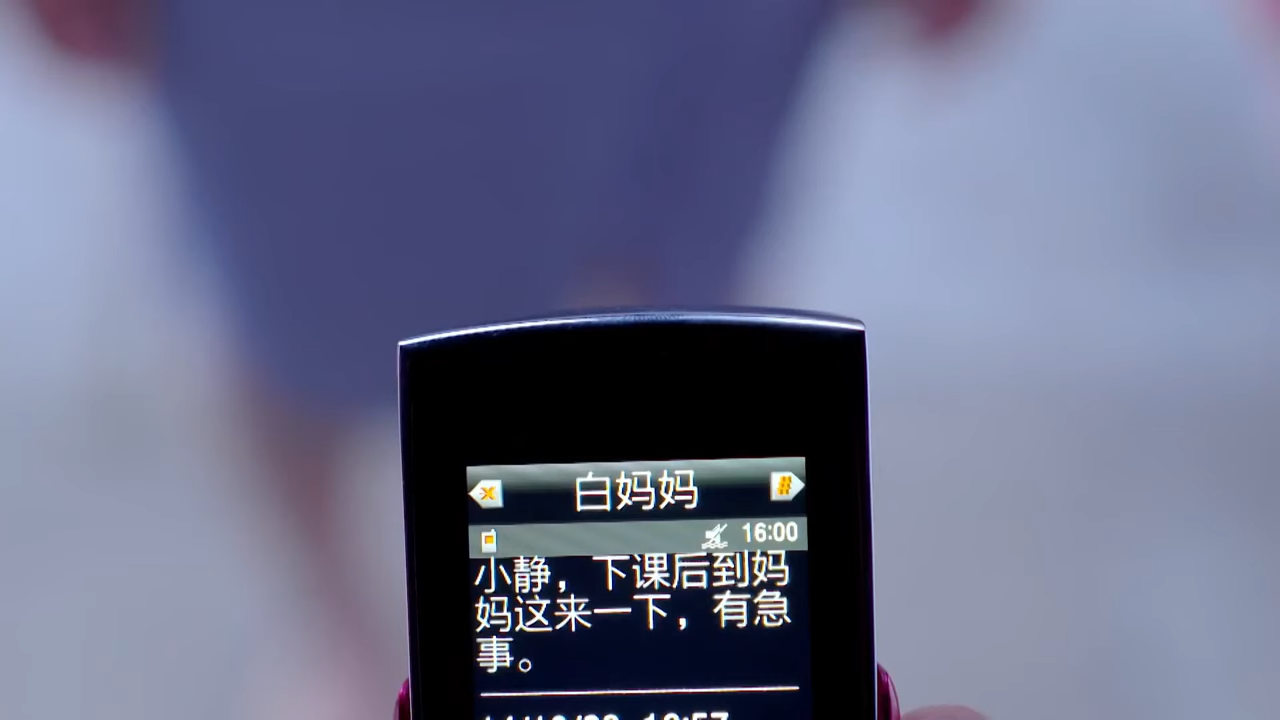 白妈妈
16:00
小静，下课后到妈
妈这来一下，有急
事。